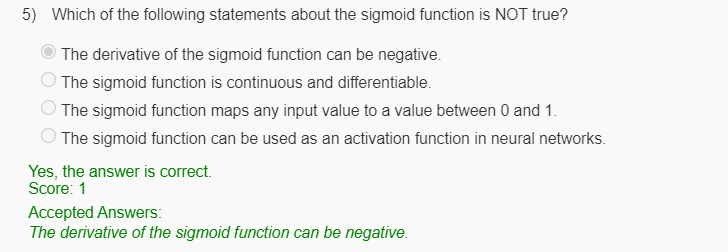 5) Which of the following statements about the sigmoid function is NOT true?
The derivative of the sigmoid function can be negative.
The sigmoid function is continuous and differentiable.
The sigmoid function maps any input value to a value between 0 and 1.
The sigmoid function can be used as an activation function in neural networks.
Yes, the answer is correct.
Score: 1
Accepted Answers:
The derivative of the sigmoid function can be negative.